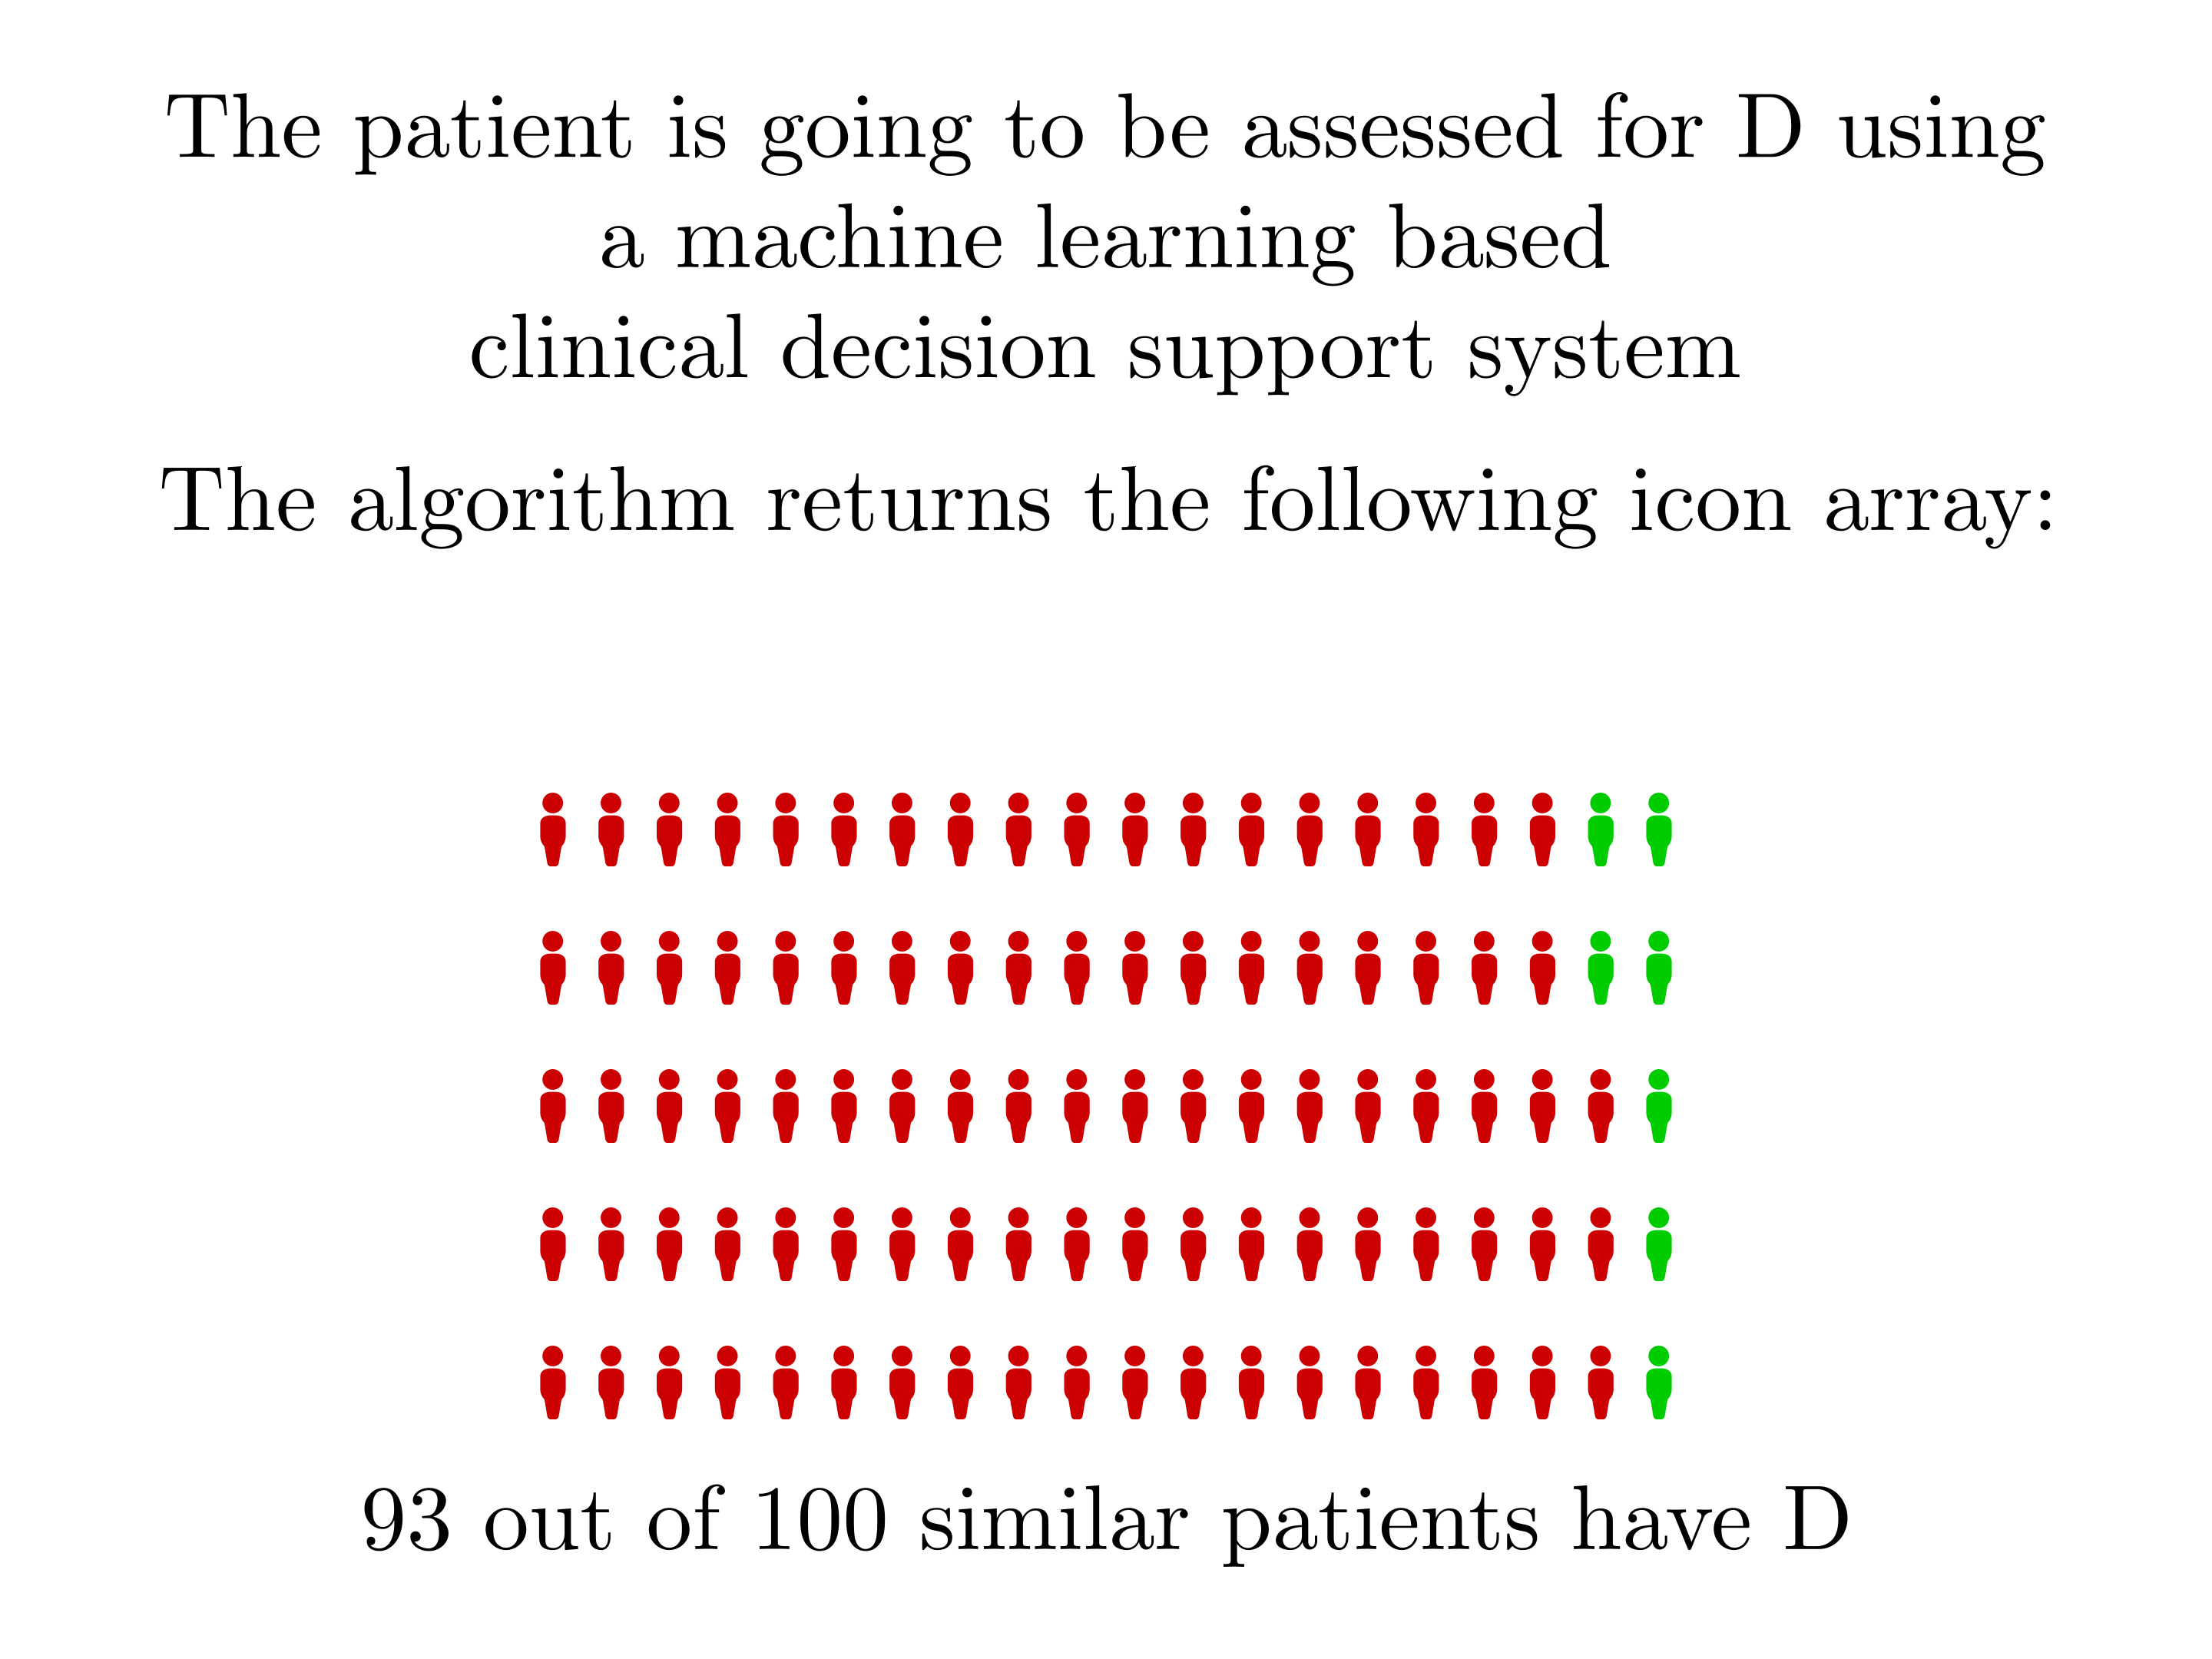 The patient is going to be assessed for D using
a machine learning based
clinical decision support system
The algorithm returns the following icon array:
93 out of 100 similar patients have D